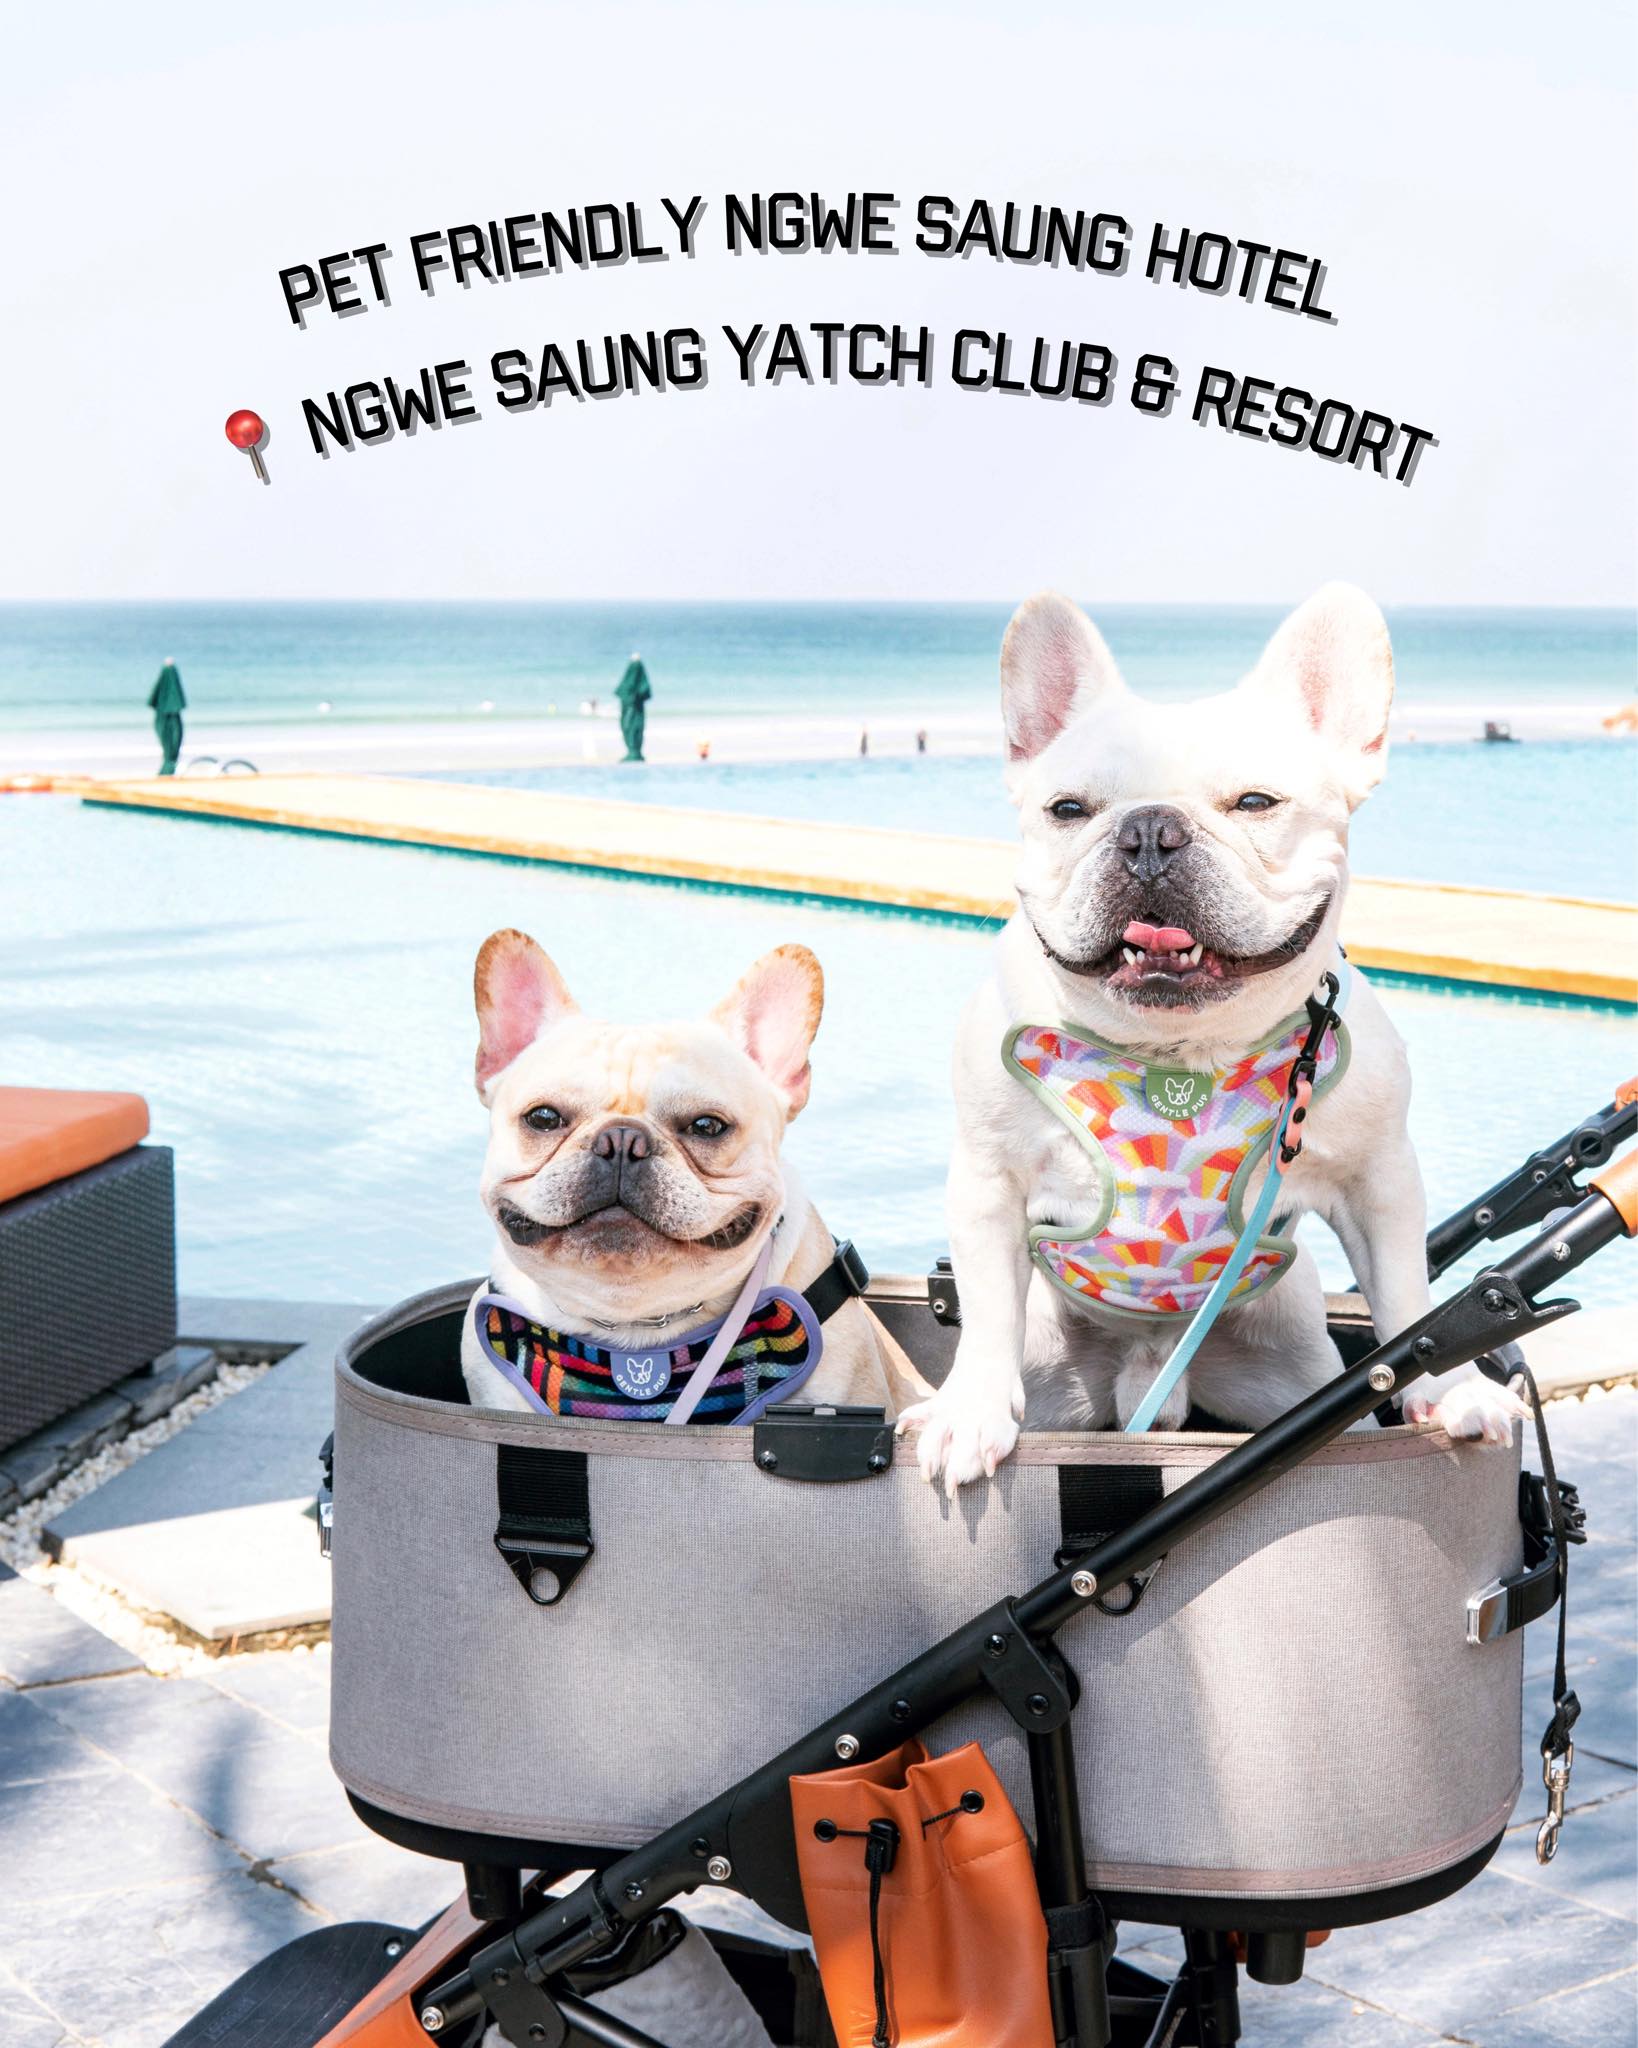 PET FRIENDLY NGWE SAUNG HOTEL
📍 NGWE SAUNG YATCH CLUB & RESORT
GENTLE PUP
GENTLE PUP